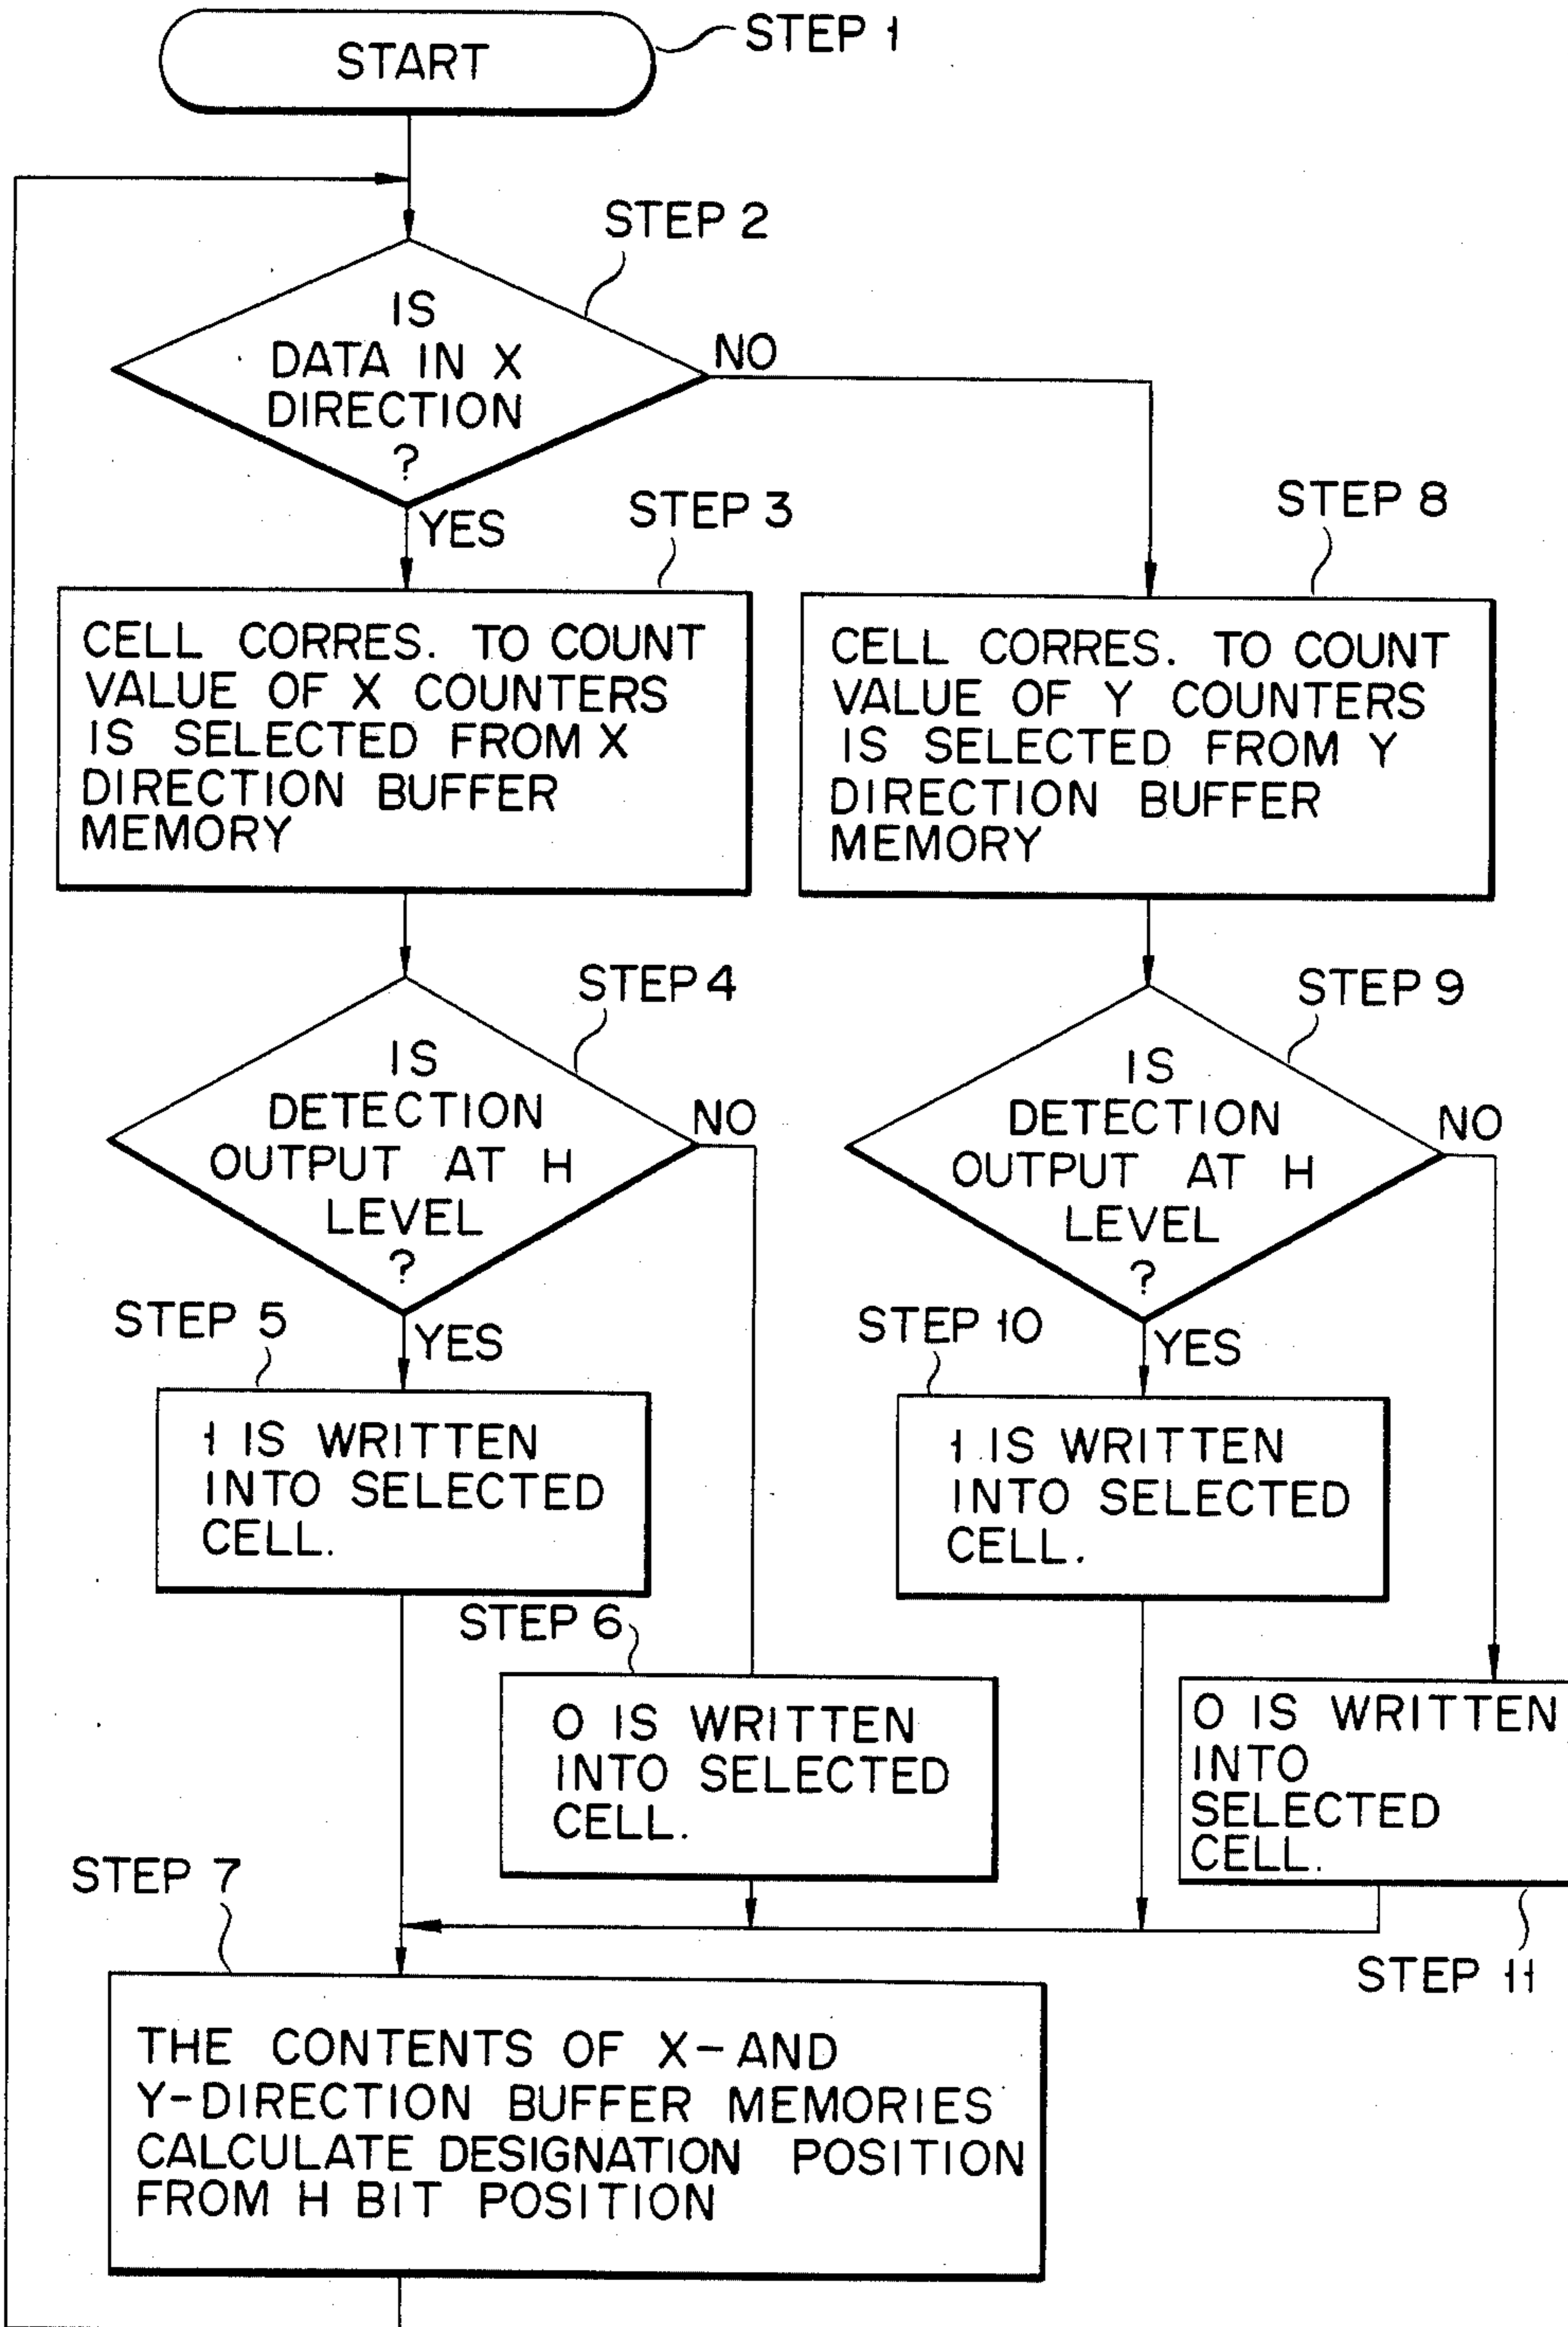 START
STEP 1
STEP 2
IS
DATA IN X
DIRECTION
?
NO
YES
STEP 3
CELL CORRES. TO COUNT
VALUE OF X COUNTERS
IS SELECTED FROM X
DIRECTION BUFFER
MEMORY
STEP 8
CELL CORRES. TO COUNT
VALUE OF Y COUNTERS
IS SELECTED FROM Y
DIRECTION BUFFER
MEMORY
STEP 4
IS
DETECTION
OUTPUT AT H
LEVEL
?
NO
YES
STEP 9
IS
DETECTION
OUTPUT AT H
LEVEL
?
NO
YES
STEP 5
1 IS WRITTEN
INTO SELECTED
CELL.
STEP 10
1 IS WRITTEN
INTO SELECTED
CELL.
STEP 6
0 IS WRITTEN
INTO SELECTED
CELL.
0 IS WRITTEN
INTO
SELECTED
CELL.
STEP 11
STEP 7
THE CONTENTS OF X-AND
Y-DIRECTION BUFFER MEMORIES
CALCULATE DESIGNATION POSITION
FROM H BIT POSITION